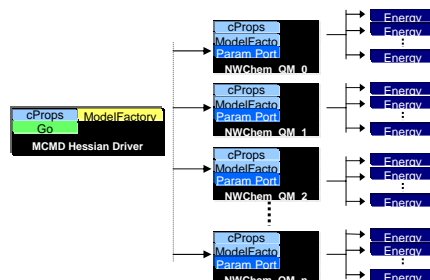 cProps
ModelFactory
Go
MCMD Hessian Driver
cProps
ModelFacto
Param Port
NWChem_QM_0
cProps
ModelFacto
Param Port
NWChem_QM_1
cProps
ModelFacto
Param Port
NWChem_QM_2
cProps
ModelFacto
Param Port
NWChem_QM_n
Energy
Energy
Energy
Energy
Energy
Energy
Energy
Energy
Energy
Energy
Energy
Energy